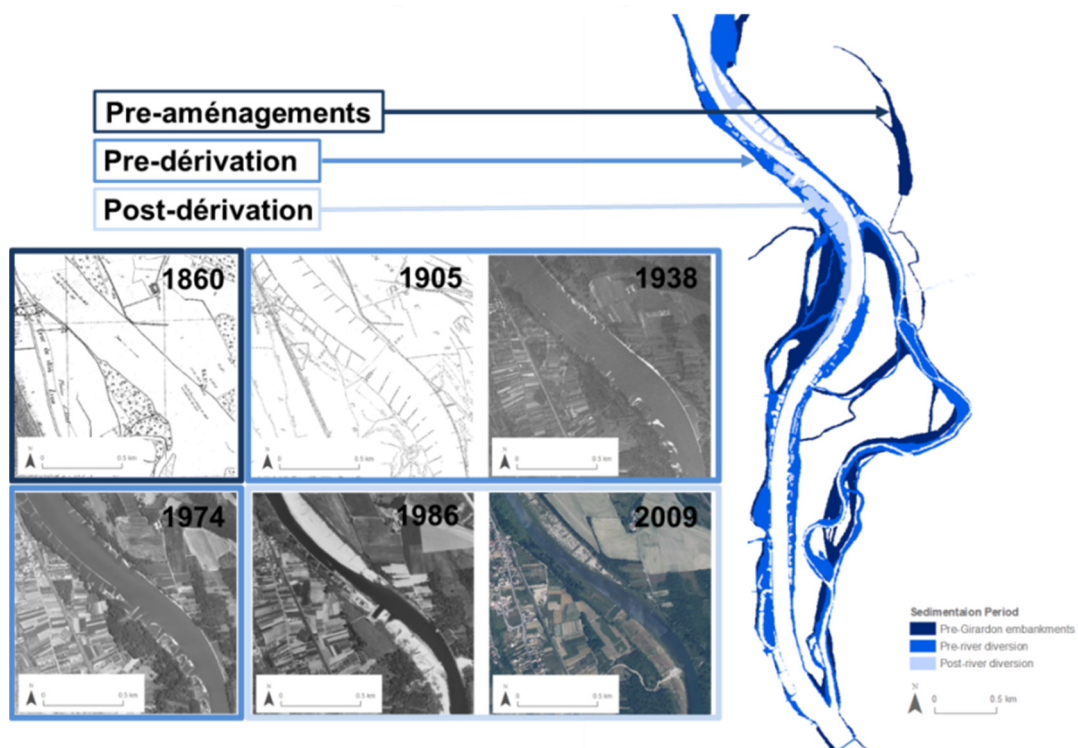 Pre-aménagements
Pre-dérivation
Post-dérivation
1860
1905
1938
N
0 0.5 km
N
0 0.5 km
N
0 0.5 km
1974
1986
2009
N
0 0.5 km
N
0 0.5 km
N
0 0.5 km
Sedimentaion Period
Pre-Girardon embankments
Pre-river diversion
Post-river diversion
N
0 0.5 km